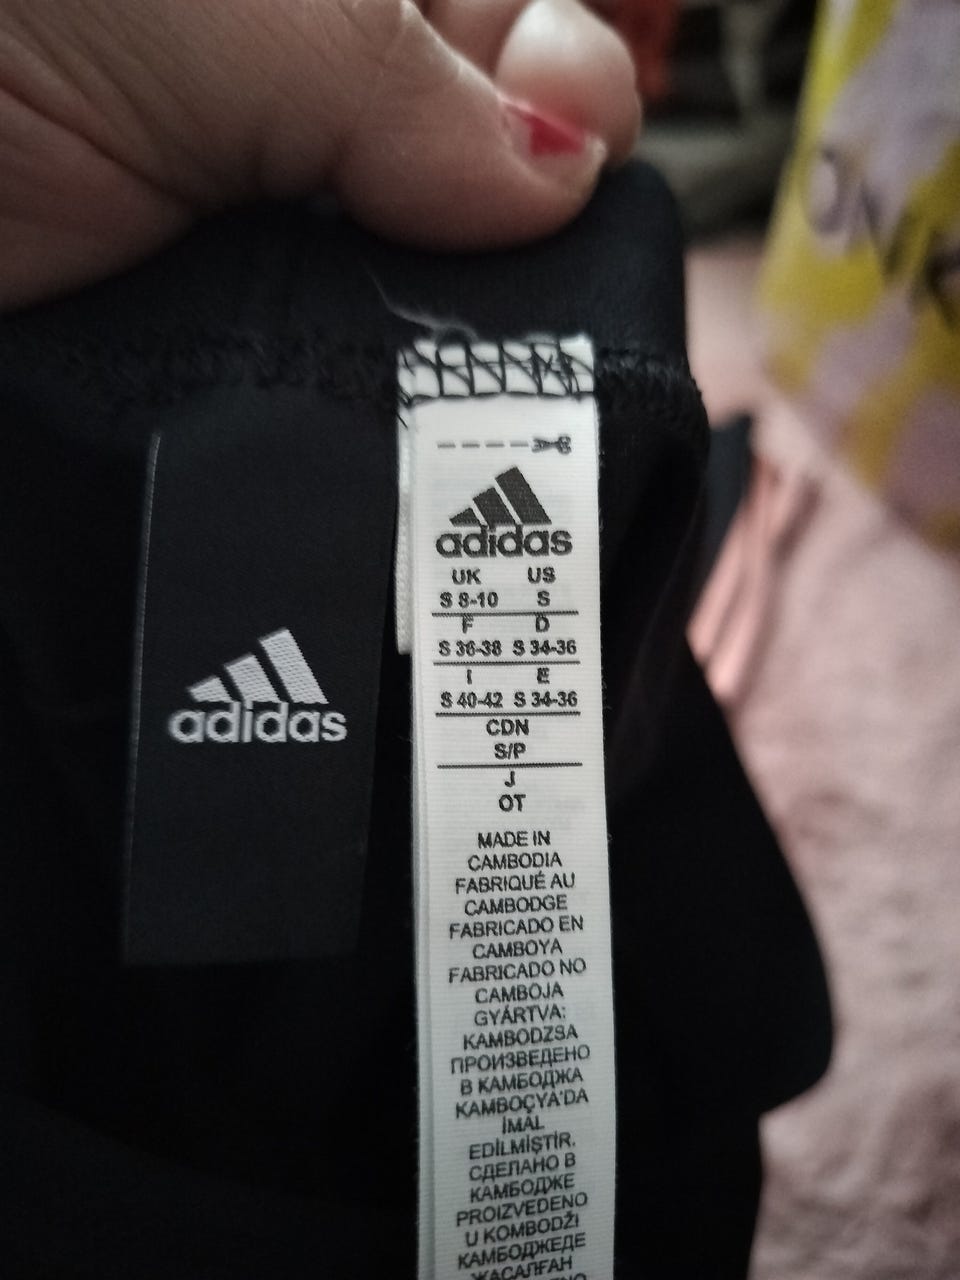 adidas
adidas
UK US
S 8-10 S
F D
S 36-38 S 34-36
I E
S 40-42 S 34-36
CDN
S/P
J
OT
MADE IN
CAMBODIA
FABRIQUÉ AU
CAMBODGE
FABRICADO EN
CAMBOYA
FABRICADO NO
CAMBOJA
GYÁRTVA:
KAMBODZSA
ПРОИЗВЕДЕНО
В КАМБОДЖА
KAMBOÇYA'DA
İMAL
EDİLMİŞTİR.
СДЕЛАНО В
КАМБОДЖЕ
PROIZVEDENO
U KOMBODŽI
КАМБОДЖЕДЕ
ЖАСАЛҒАН